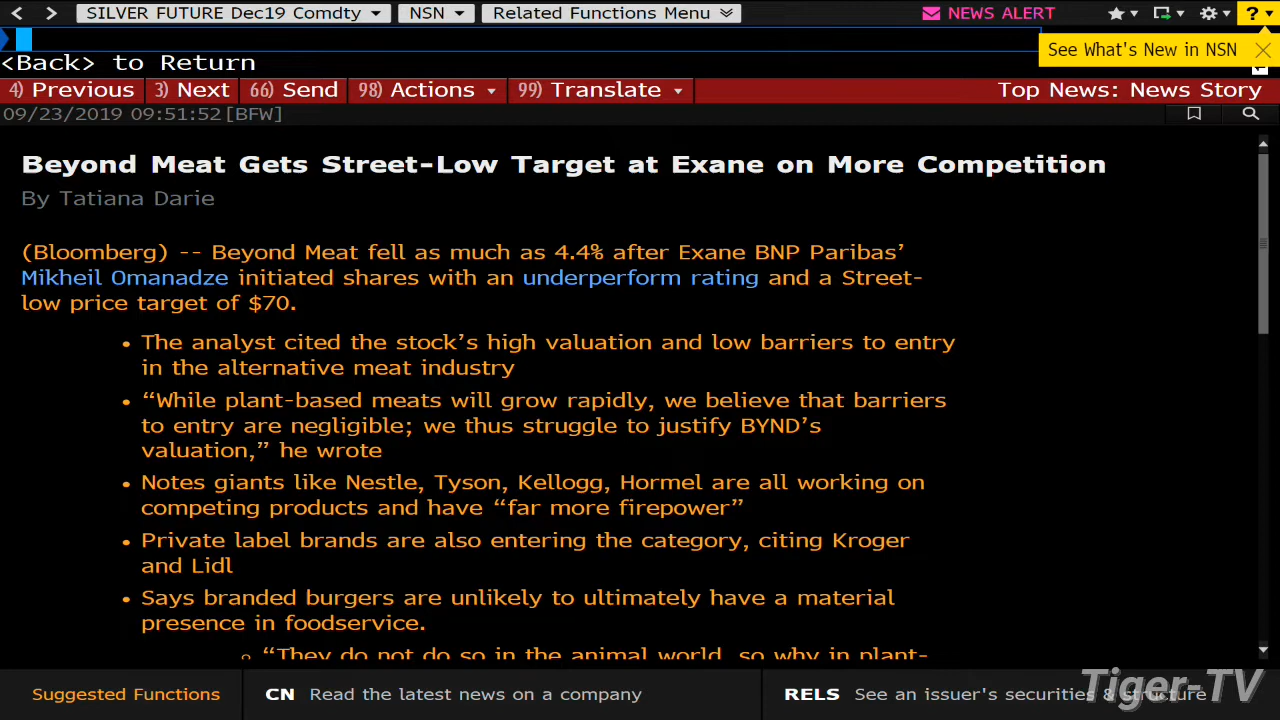 SILVER FUTURE Dec19 Comdty NSN Related Functions Menu NEWS ALERT ?
See What's New in NSN
<Back> to Return
4) Previous 3) Next 66) Send 98) Actions 99) Translate Top News: News Story
09/23/2019 09:51:52[BFW]
Beyond Meat Gets Street-Low Target at Exane on More Competition
By Tatiana Darie
(Bloomberg) -- Beyond Meat fell as much as 4.4% after Exane BNP Paribas’
Mikheil Omanadze initiated shares with an underperform rating and a Street-
low price target of $70.
• The analyst cited the stock’s high valuation and low barriers to entry
in the alternative meat industry
• “While plant-based meats will grow rapidly, we believe that barriers
to entry are negligible; we thus struggle to justify BYND’s
valuation,” he wrote
• Notes giants like Nestle, Tyson, Kellogg, Hormel are all working on
competing products and have “far more firepower”
• Private label brands are also entering the category, citing Kroger
and Lidl
• Says branded burgers are unlikely to ultimately have a material
presence in foodservice.
“They do not do so in the animal world, so why in plant-
Suggested Functions CN Read the latest news on a company RELS See an issuer's securities & structure
Tiger-TV